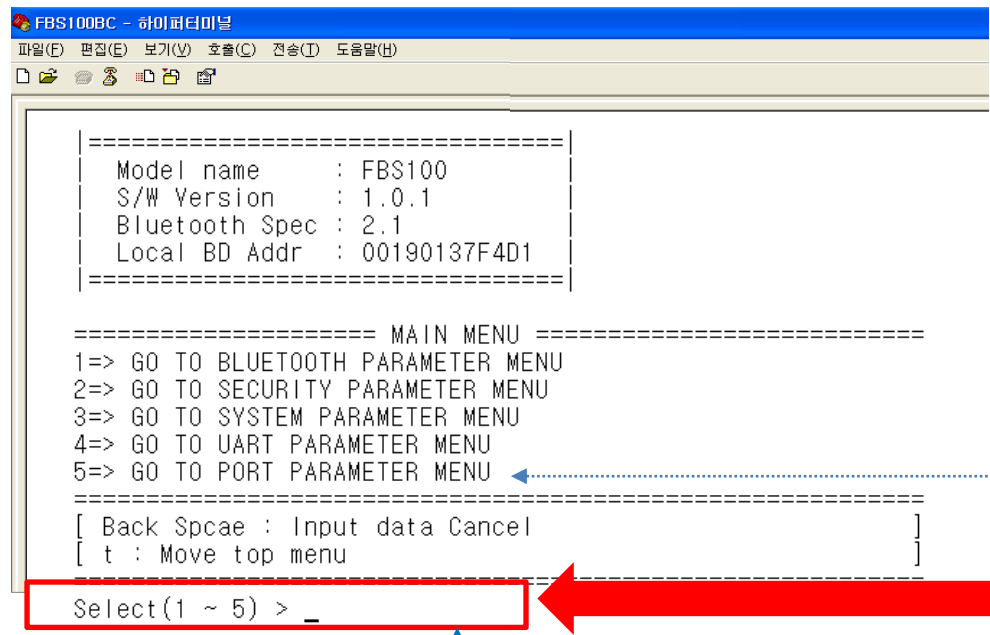 FBS100BC - 하이퍼터미널
파일(F) 편집(E) 보기(V) 호출(C) 전송(T) 도움말(H)
|=================================|
| Model name : FBS100 |
| S/W Version : 1.0.1 |
| Bluetooth Spec : 2.1 |
| Local BD Addr : 00190137F4D1 |
|=================================|
===================== MAIN MENU ===========================
1=> GO TO BLUETOOTH PARAMETER MENU
2=> GO TO SECURITY PARAMETER MENU
3=> GO TO SYSTEM PARAMETER MENU
4=> GO TO UART PARAMETER MENU
5=> GO TO PORT PARAMETER MENU
===========================================================
[ Back Spcae : Input data Cancel ]
[ t : Move top menu ]
===========================================================
Select(1 ~ 5) > _